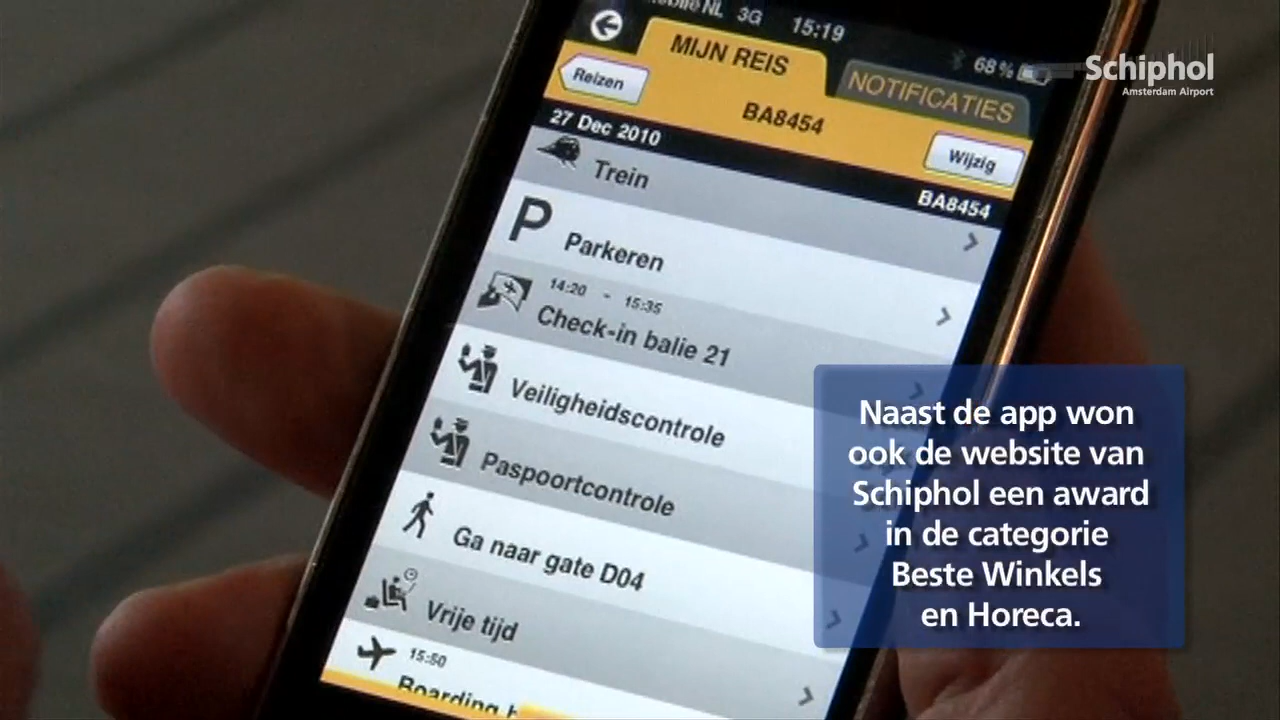 NL 3G 15:19 68%
MIJN REIS
NOTIFICATIES
Reizen
BA8454
Wijzig
27 Dec 2010
BA8454
Trein
P
Parkeren
14:20 - 15:35
Check-in balie 21
Veiligheidscontrole
Paspoortcontrole
Ga naar gate D04
Vrije tijd
15:50
Boarding
Schiphol
Amsterdam Airport
Naast de app won
ook de website van
Schiphol een award
in de categorie
Beste Winkels
en Horeca.